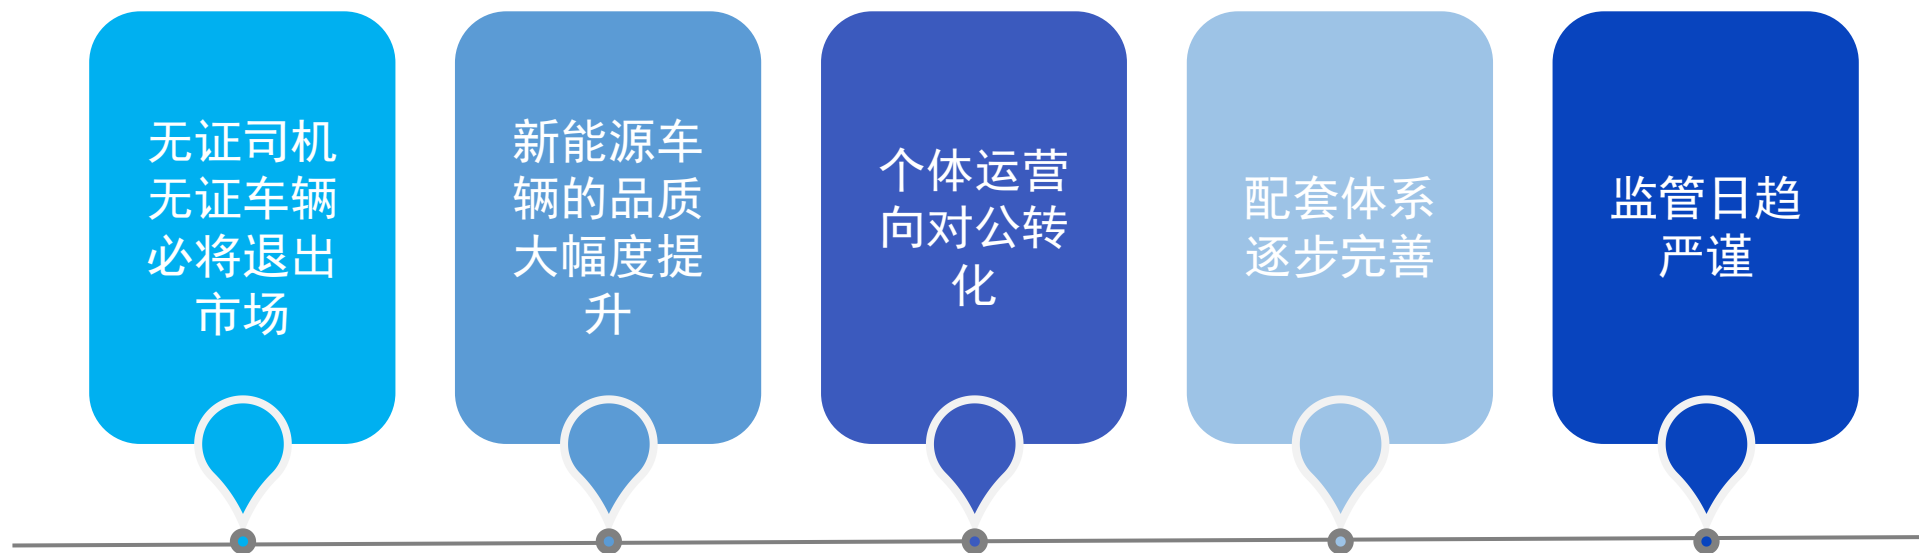 无证司机
无证车辆
必将退出
市场
新能源车
辆的品质
大幅度提
升
个体运营
向对公转
化
配套体系
逐步完善
监管日趋
严谨